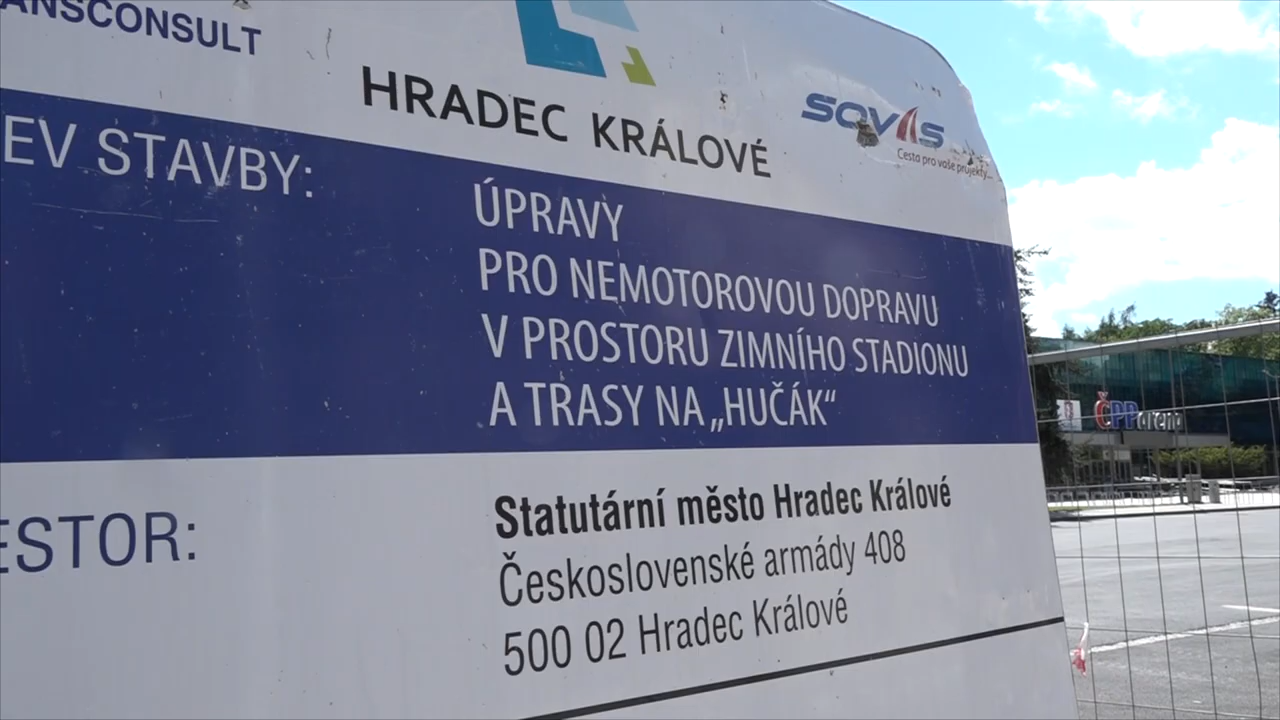 ANSCONSULT
HRADEC KRÁLOVÉ
SOVIS
Cesta pro vaše projekty...
EV STAVBY:
ÚPRAVY
PRO NEMOTOROVOU DOPRAVU
V PROSTORU ZIMNÍHO STADIONU
A TRASY NA „HUČÁK“
ESTOR:
Statutární město Hradec Králové
Československé armády 408
500 02 Hradec Králové
ČPP arena